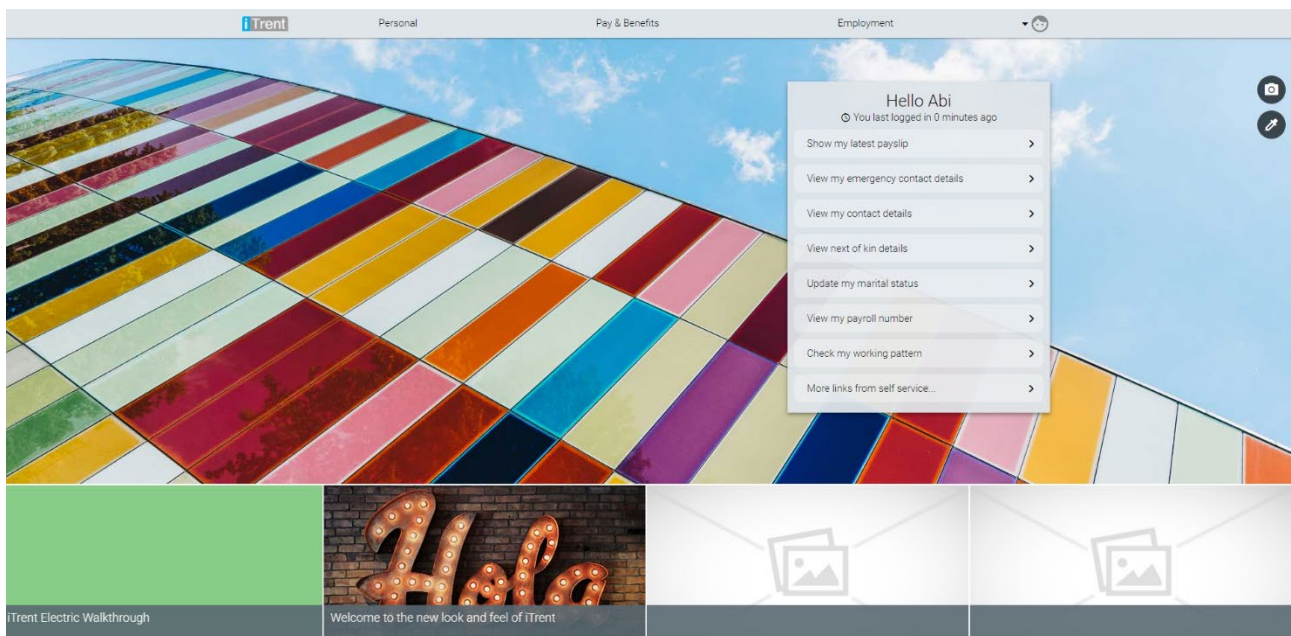 iTrent
Personal
Pay & Benefits
Employment
Hello Abi
You last logged in 0 minutes ago
Show my latest payslip
View my emergency contact details
View my contact details
View next of kin details
Update my marital status
View my payroll number
Check my working pattern
More links from self service...
Hola
iTrent Electric Walkthrough
Welcome to the new look and feel of iTrent